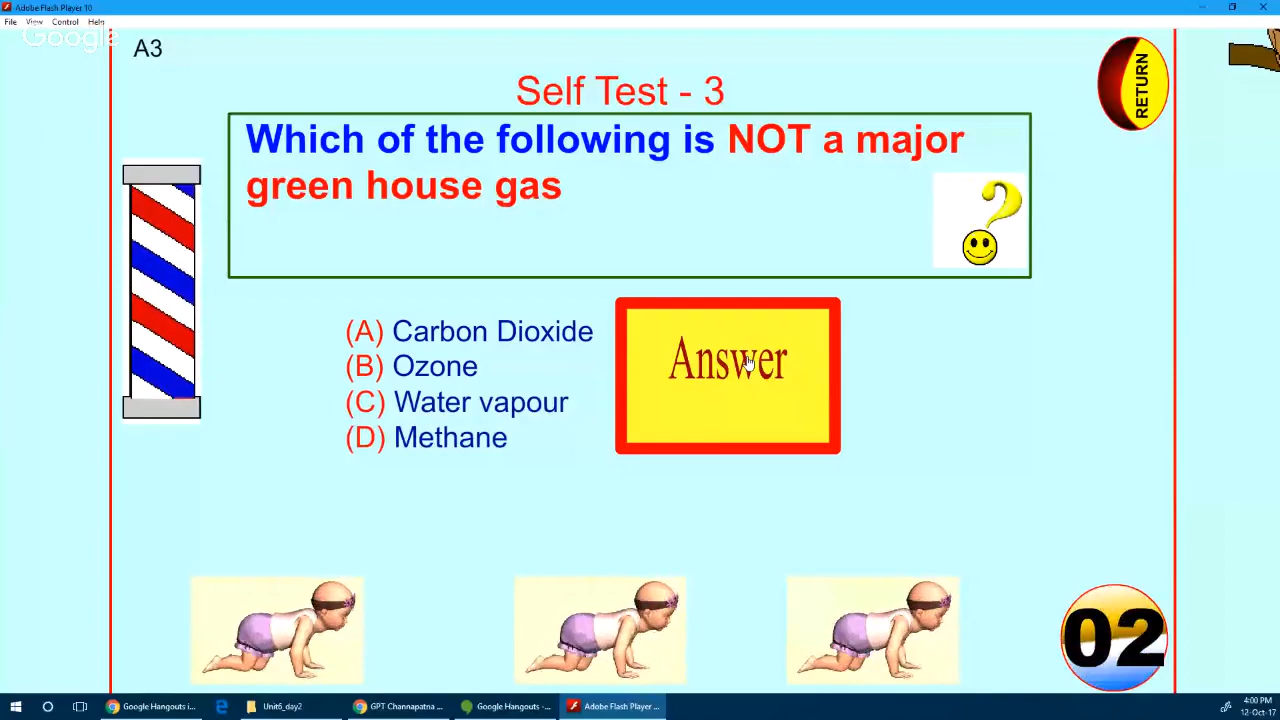 Adobe Flash Player 10
File View Control Help
Google
A3
RETURN
Self Test - 3
Which of the following is NOT a major
green house gas
?
(A) Carbon Dioxide
(B) Ozone
(C) Water vapour
(D) Methane
Answer
02
Google Hangouts i...
Unit6_day2
GPT Channapatna ...
Google Hangouts -...
Adobe Flash Player ...
4:00 PM
12-Oct-17